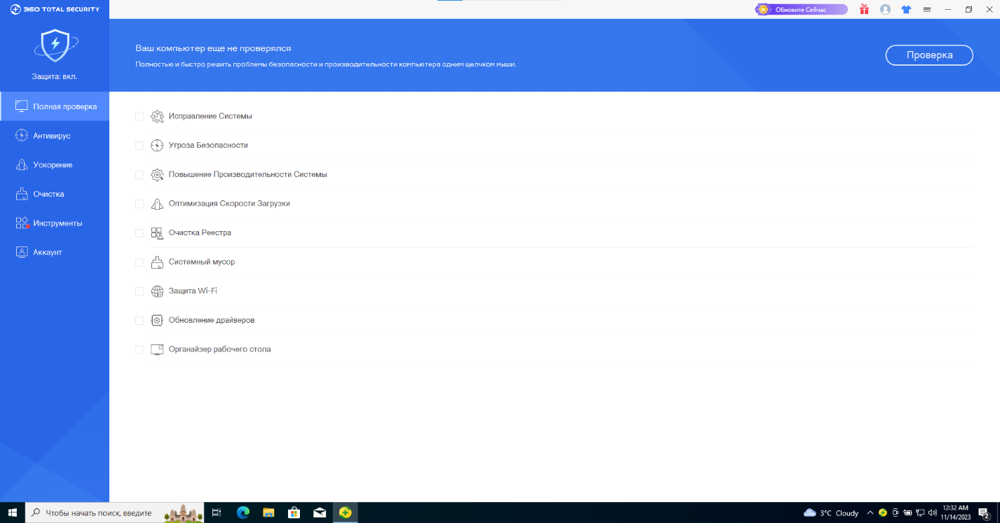 360 TOTAL SECURITY
Обновите Сейчас
Защита: вкл.
Полная проверка
Антивирус
Ускорение
Очистка
Инструменты
Аккаунт
Ваш компьютер еще не проверялся
Полностью и быстро решить проблемы безопасности и производительности компьютера одним щелчком мыши.
Проверка
Исправление Системы
Угроза Безопасности
Повышение Производительности Системы
Оптимизация Скорости Загрузки
Очистка Реестра
Системный мусор
Защита Wi-Fi
Обновление драйверов
Органайзер рабочего стола
Чтобы начать поиск, введите
3°C Cloudy
12:32 AM
11/14/2023
2